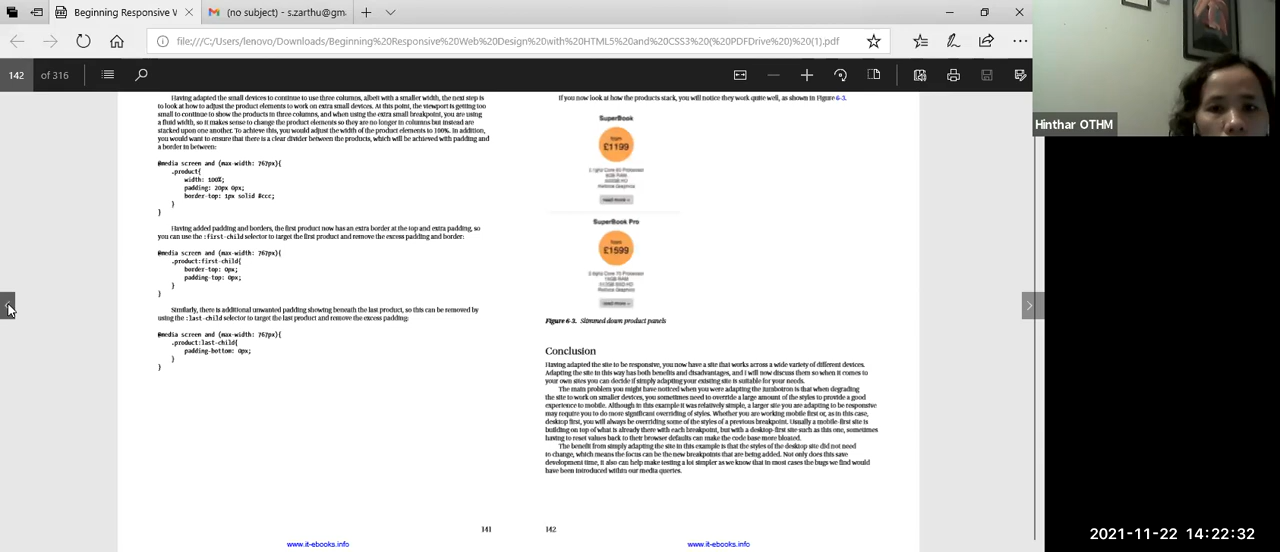 Beginning Responsive W
(no subject) - s.zarthu@gm
file:///C:/Users/lenovo/Downloads/Beginning%20Responsive%20Web%20Design%20with%20HTML5%20and%20CSS3%20(%20PDFDrive%20)%20(1).pdf
142 of 316
Having adapted the small devices to continue to use three columns, albeit with a smaller width, the next step is
to look at how to adjust the product elements to work on extra small devices. At this point, the viewport is getting too
small to continue to show the products in three columns, and when using the extra small breakpoint, you are using
a fluid width, so it makes sense to change the product elements so they are no longer in columns but instead are
stacked upon one another. To achieve this, you would adjust the width of the product elements to 100%. In addition,
you would want to ensure that there is a clear divider between the products, which will be achieved with padding and
a border in between:
@media screen and (max-width: 767px){
.product{
width: 100%;
padding: 20px 0px;
border-top: 1px solid #ccc;
}
}
Having added padding and borders, the first product now has an extra border at the top and extra padding, so
you can use the :first-child selector to target the first product and remove the excess padding and border:
@media screen and (max-width: 767px){
.product:first-child{
border-top: 0px;
padding-top: 0px;
}
}
Similarly, there is additional unwanted padding showing beneath the last product, so this can be removed by
using the :last-child selector to target the last product and remove the excess padding:
@media screen and (max-width: 767px){
.product:last-child{
padding-bottom: 0px;
}
}
141
www.it-ebooks.info
If you now look at how the products stack, you will notice they work quite well, as shown in Figure 6-3.
SuperBook
from
£1199
read more »
SuperBook Pro
from
£1599
read more »
Figure 6-3. Slimmed down product panels
Conclusion
Having adapted the site to be responsive, you now have a site that works across a wide variety of different devices.
Adapting the site in this way has both benefits and disadvantages, and I will now discuss them so when it comes to
your own sites you can decide if simply adapting your existing site is suitable for your needs.
The main problem you might have noticed when you were adapting the Jumbotron is that when degrading
the site to work on smaller devices, you sometimes need to override a large amount of the styles to provide a good
experience to mobile. Although in this example it was relatively simple, a larger site you are adapting to be responsive
may require you to do more significant overriding of styles. Whether you are working mobile first or, as in this case,
desktop first, you will always be overriding some of the styles of a previous breakpoint. Usually a mobile-first site is
building on top of what is already there with each breakpoint, but with a desktop-first site such as this one, sometimes
having to reset values back to their browser defaults can make the code base more bloated.
The benefit from simply adapting the site in this example is that the styles of the desktop site did not need
to change, which means the focus can be the new breakpoints that are being added. Not only does this save
development time, it also can help make testing a lot simpler as we know that in most cases the bugs we find would
have been introduced within our media queries.
142
www.it-ebooks.info
Hinthar OTHM
2021-11-22 14:22:32